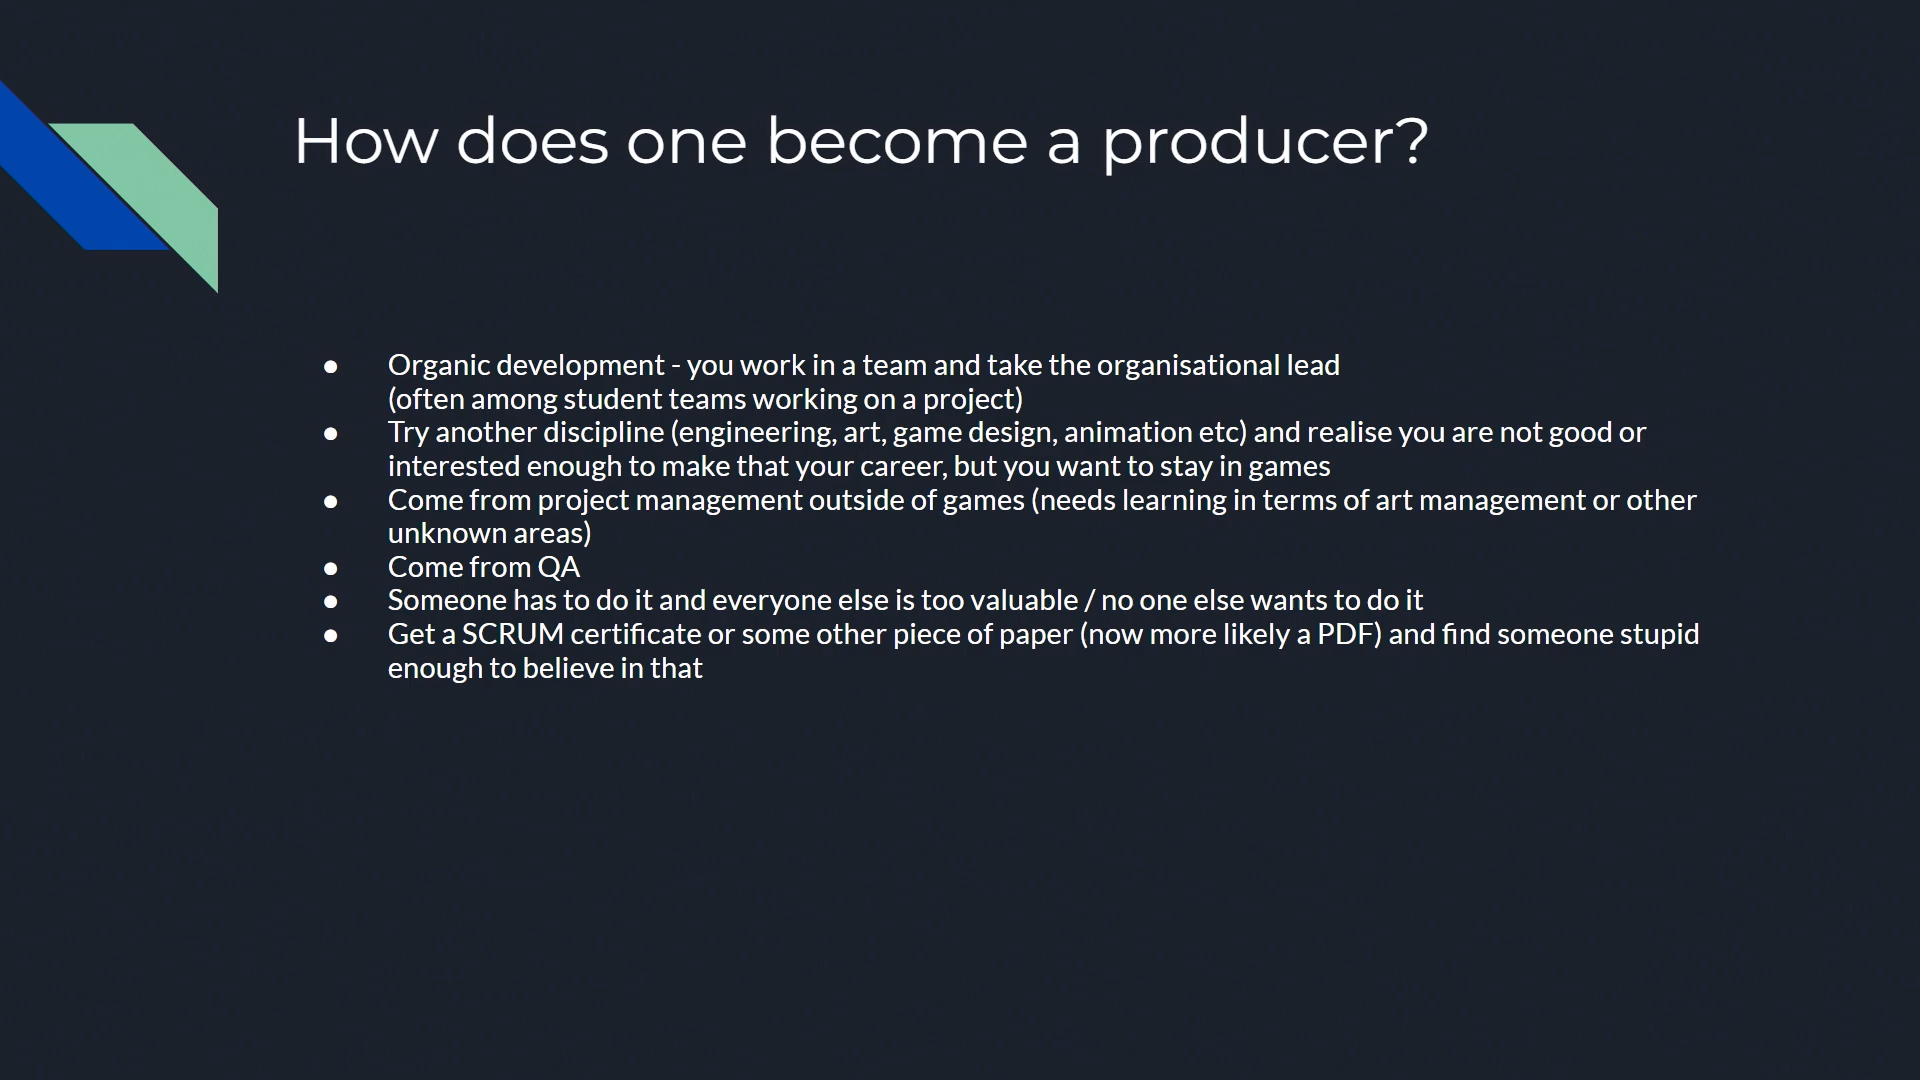 How does one become a producer?
● Organic development - you work in a team and take the organisational lead
(often among student teams working on a project)
● Try another discipline (engineering, art, game design, animation etc) and realise you are not good or
interested enough to make that your career, but you want to stay in games
● Come from project management outside of games (needs learning in terms of art management or other
unknown areas)
● Come from QA
● Someone has to do it and everyone else is too valuable / no one else wants to do it
● Get a SCRUM certificate or some other piece of paper (now more likely a PDF) and find someone stupid
enough to believe in that